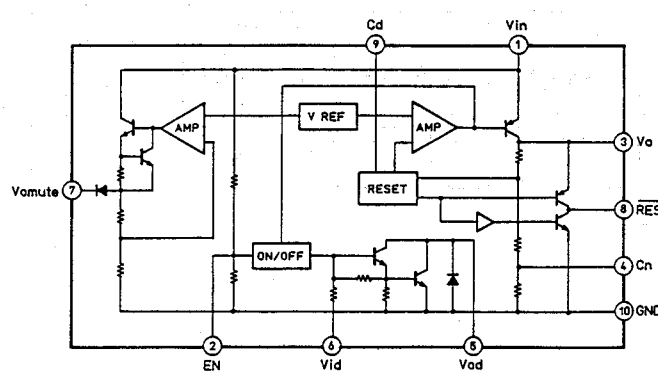 Cd
Vin
9
1
AMP
V REF
AMP
3 Vo
Vomute 7
RESET
8 RES
ON/OFF
4 Cn
10 GND
2
6
5
EN
Vid
Vod